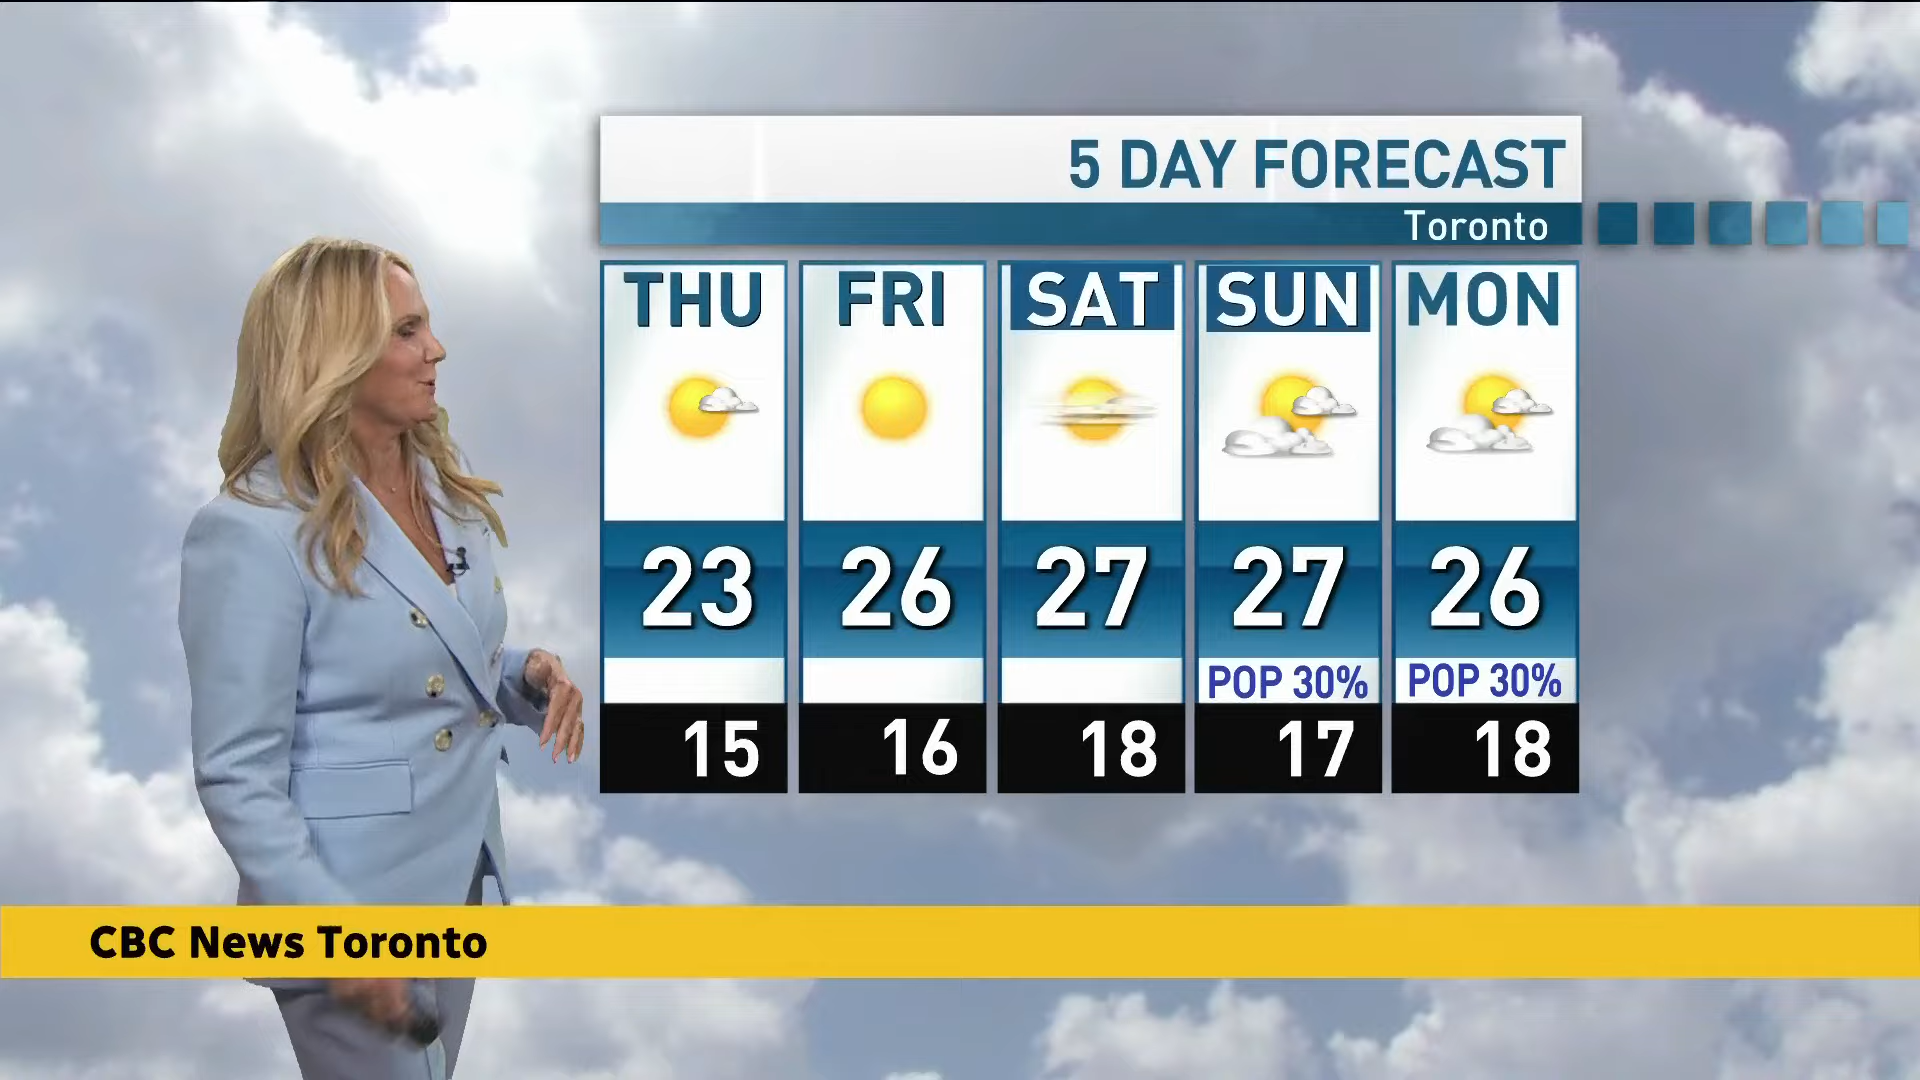 5 DAY FORECAST
Toronto
THU FRI SAT SUN MON
23 26 27 27 26
POP 30% POP 30%
15 16 18 17 18
CBC News Toronto